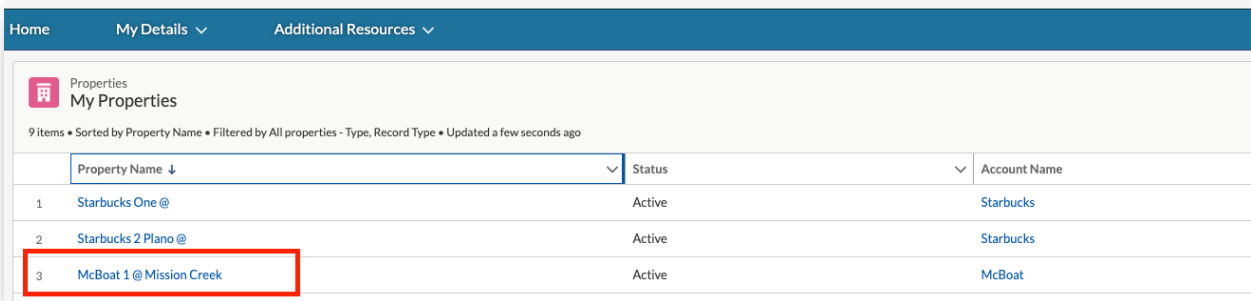 Home My Details Additional Resources
Properties
My Properties
9 items • Sorted by Property Name • Filtered by All properties - Type, Record Type • Updated a few seconds ago
Property Name ↓ Status Account Name
1 Starbucks One @ Active Starbucks
2 Starbucks 2 Plano @ Active Starbucks
3 McBoat 1 @ Mission Creek Active McBoat